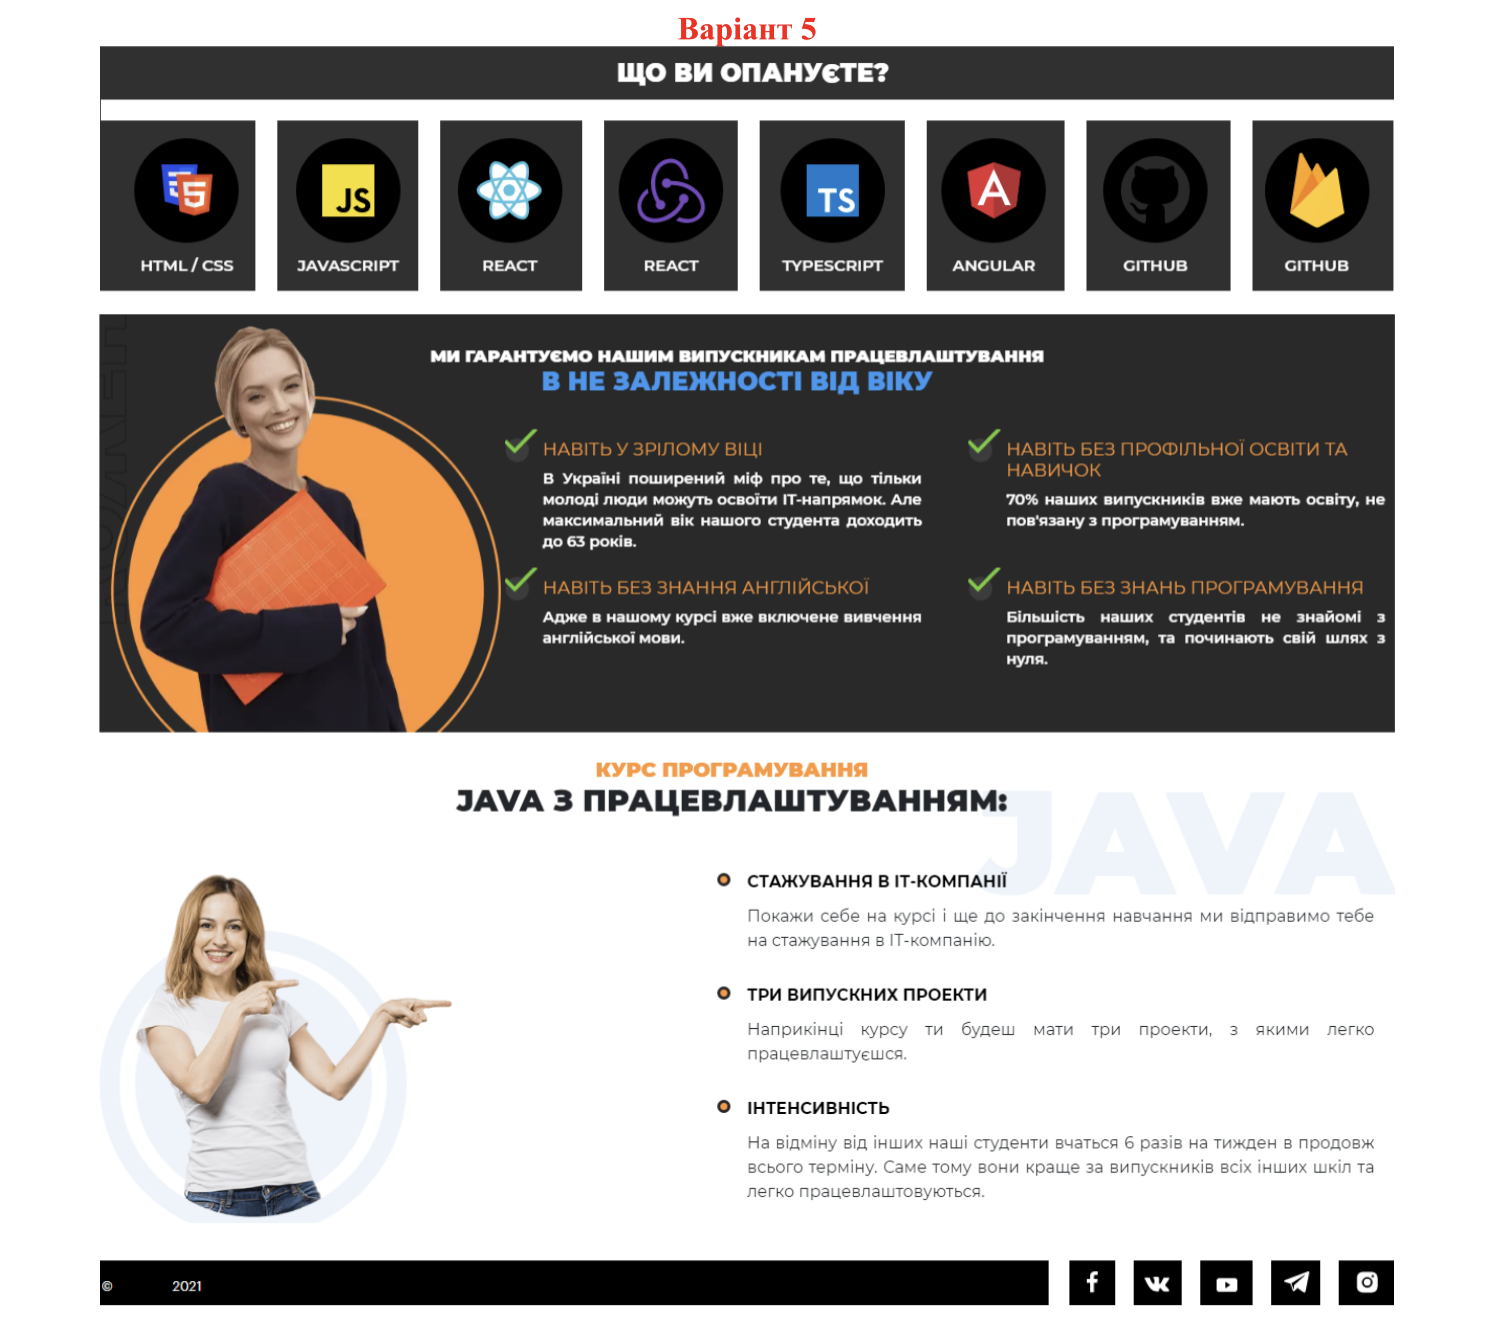 Варіант 5
ЩО ВИ ОПАНУЄТЕ?
JS
TS
A
HTML / CSS
JAVASCRIPT
REACT
REACT
TYPESCRIPT
ANGULAR
GITHUB
GITHUB
МИ ГАРАНТУЄМО НАШИМ ВИПУСКНИКАМ ПРАЦЕВЛАШТУВАННЯ
В НЕ ЗАЛЕЖНОСТІ ВІД ВІКУ
НАВІТЬ У ЗРІЛОМУ ВІЦІ
В Україні поширений міф про те, що тільки
молоді люди можуть освоїти ІТ-напрямок. Але
максимальний вік нашого студента доходить
до 63 років.
НАВІТЬ БЕЗ ПРОФІЛЬНОЇ ОСВІТИ ТА
НАВИЧОК
70% наших випускників вже мають освіту, не
пов'язану з програмуванням.
НАВІТЬ БЕЗ ЗНАННЯ АНГЛІЙСЬКОЇ
Адже в нашому курсі вже включене вивчення
англійської мови.
НАВІТЬ БЕЗ ЗНАНЬ ПРОГРАМУВАННЯ
Більшість наших студентів не знайомі з
програмуванням, та починають свій шлях з
нуля.
КУРС ПРОГРАМУВАННЯ
JAVA З ПРАЦЕВЛАШТУВАННЯМ:
JAVA
СТАЖУВАННЯ В ІТ-КОМПАНІЇ
Покажи себе на курсі і ще до закінчення навчання ми відправимо тебе
на стажування в ІТ-компанію.
ТРИ ВИПУСКНИХ ПРОЕКТИ
Наприкінці курсу ти будеш мати три проекти, з якими легко
працевлаштуєшся.
ІНТЕНСИВНІСТЬ
На відміну від інших наші студенти вчаться 6 разів на тижден в продовж
всього терміну. Саме тому вони краще за випускників всіх інших шкіл та
легко працевлаштовуються.
© 2021